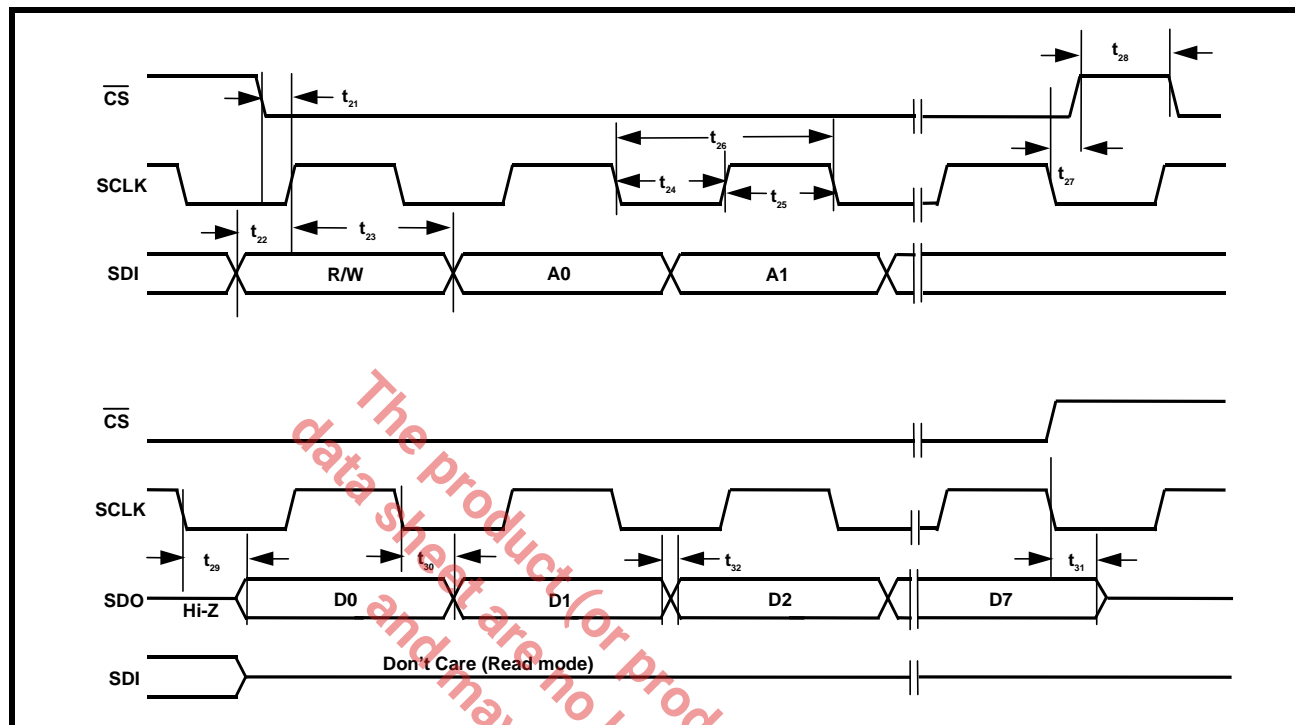 CS
t21
t28
SCLK
t26
t24
t25
t27
SDI
t22
t23
R/W
A0
A1
CS
SCLK
t29
t30
t32
t31
SDO
Hi-Z
D0
D1
D2
D7
SDI
Don't Care (Read mode)
The product (or prod
data sheet are no l
and may